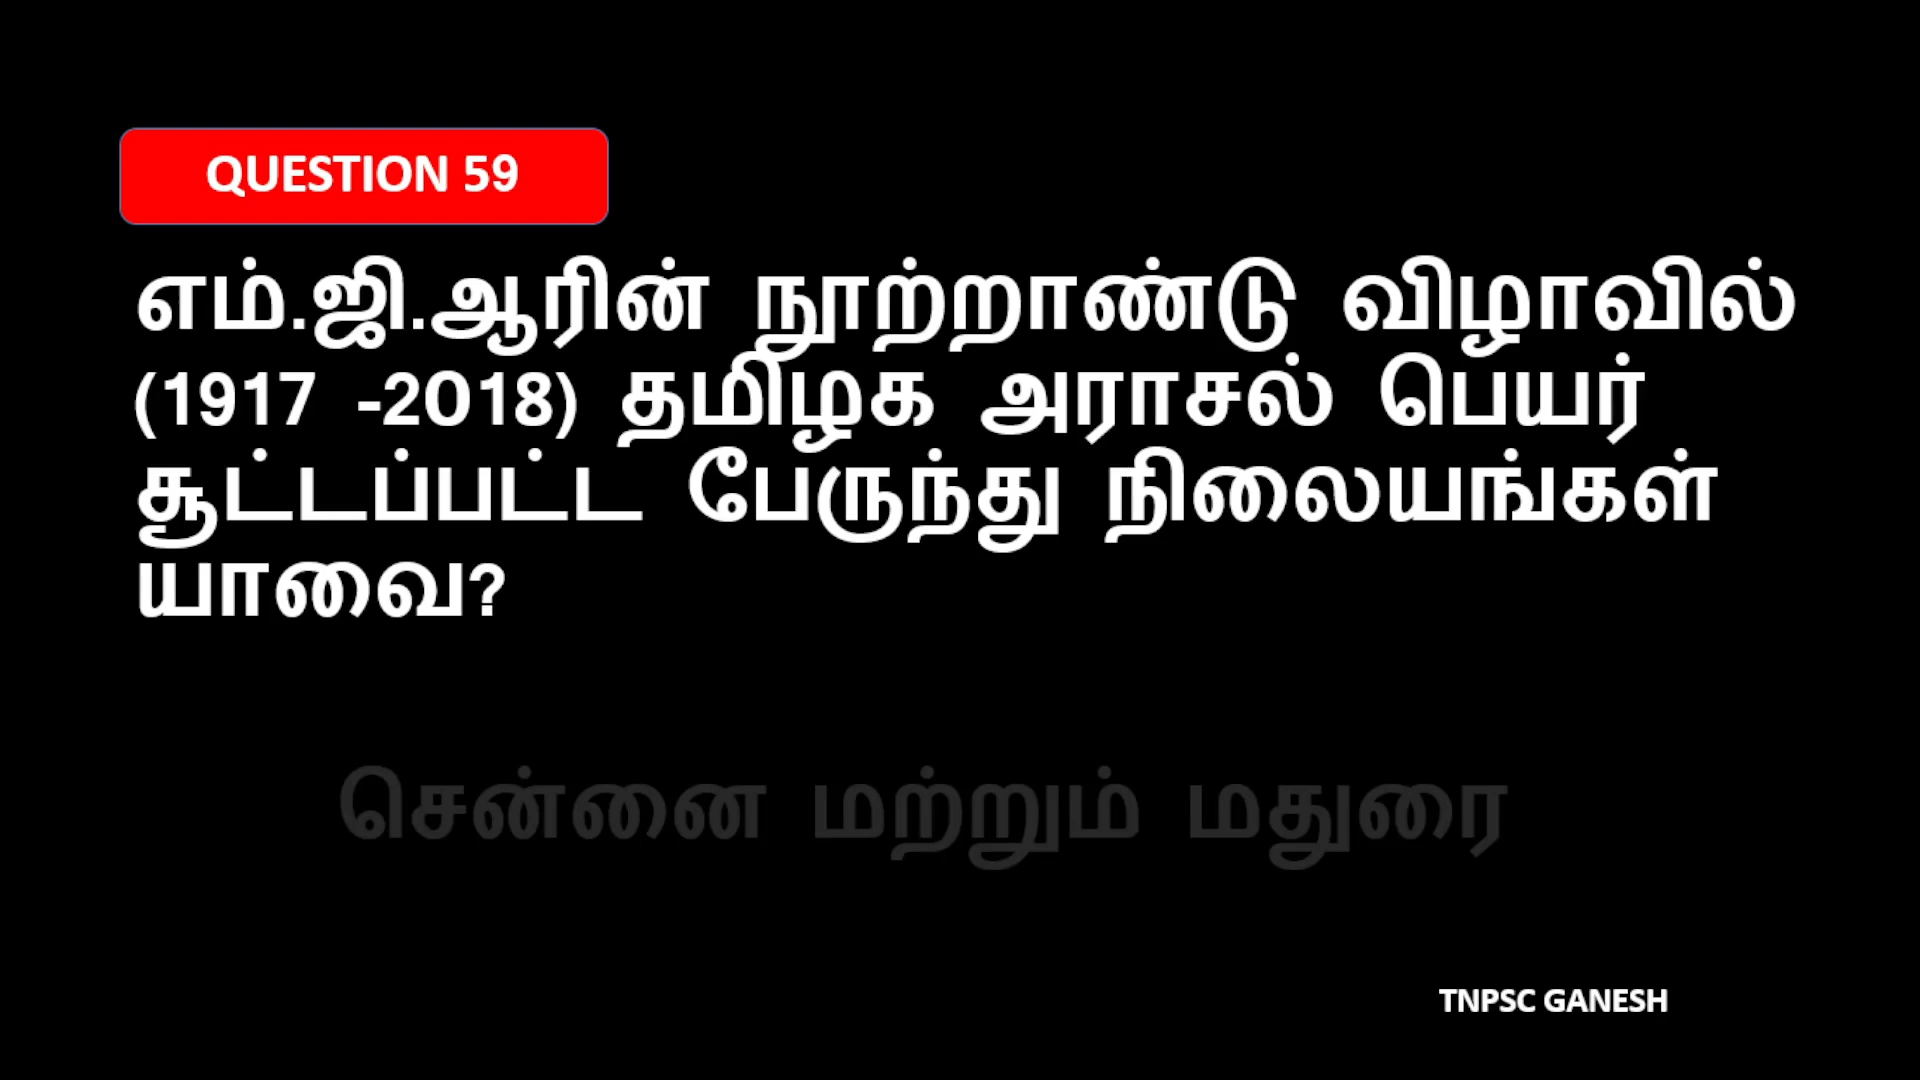 QUESTION 59
எம்.ஜி.ஆரின் நூற்றாண்டு விழாவில்
(1917 -2018) தமிழக அராசல் பெயர்
சூட்டப்பட்ட பேருந்து நிலையங்கள்
யாவை?
சென்னை மற்றும் மதுரை
TNPSC GANESH